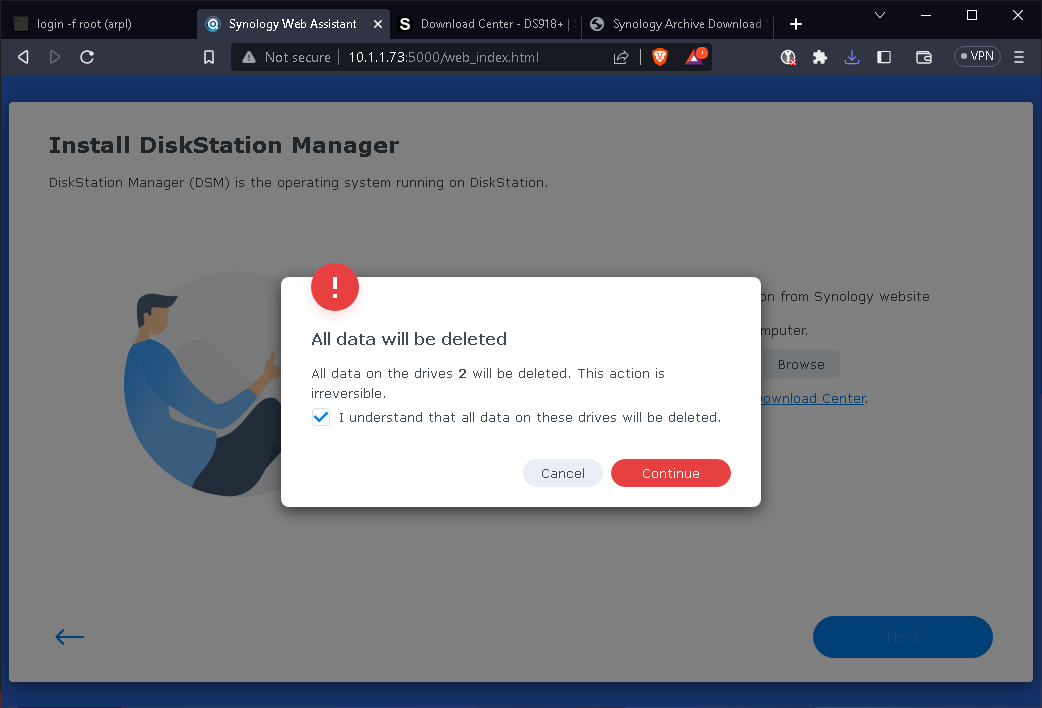 login -f root (arpl)
Synology Web Assistant
S
Download Center - DS918+ |
Synology Archive Download
Not secure
10.1.1.73:5000/web_index.html
1
VPN
Install DiskStation Manager
DiskStation Manager (DSM) is the operating system running on DiskStation.
on from Synology website
!
mputer.
All data will be deleted
Browse
All data on the drives 2 will be deleted. This action is
irreversible.
ownload Center.
I understand that all data on these drives will be deleted.
Cancel
Continue
Next